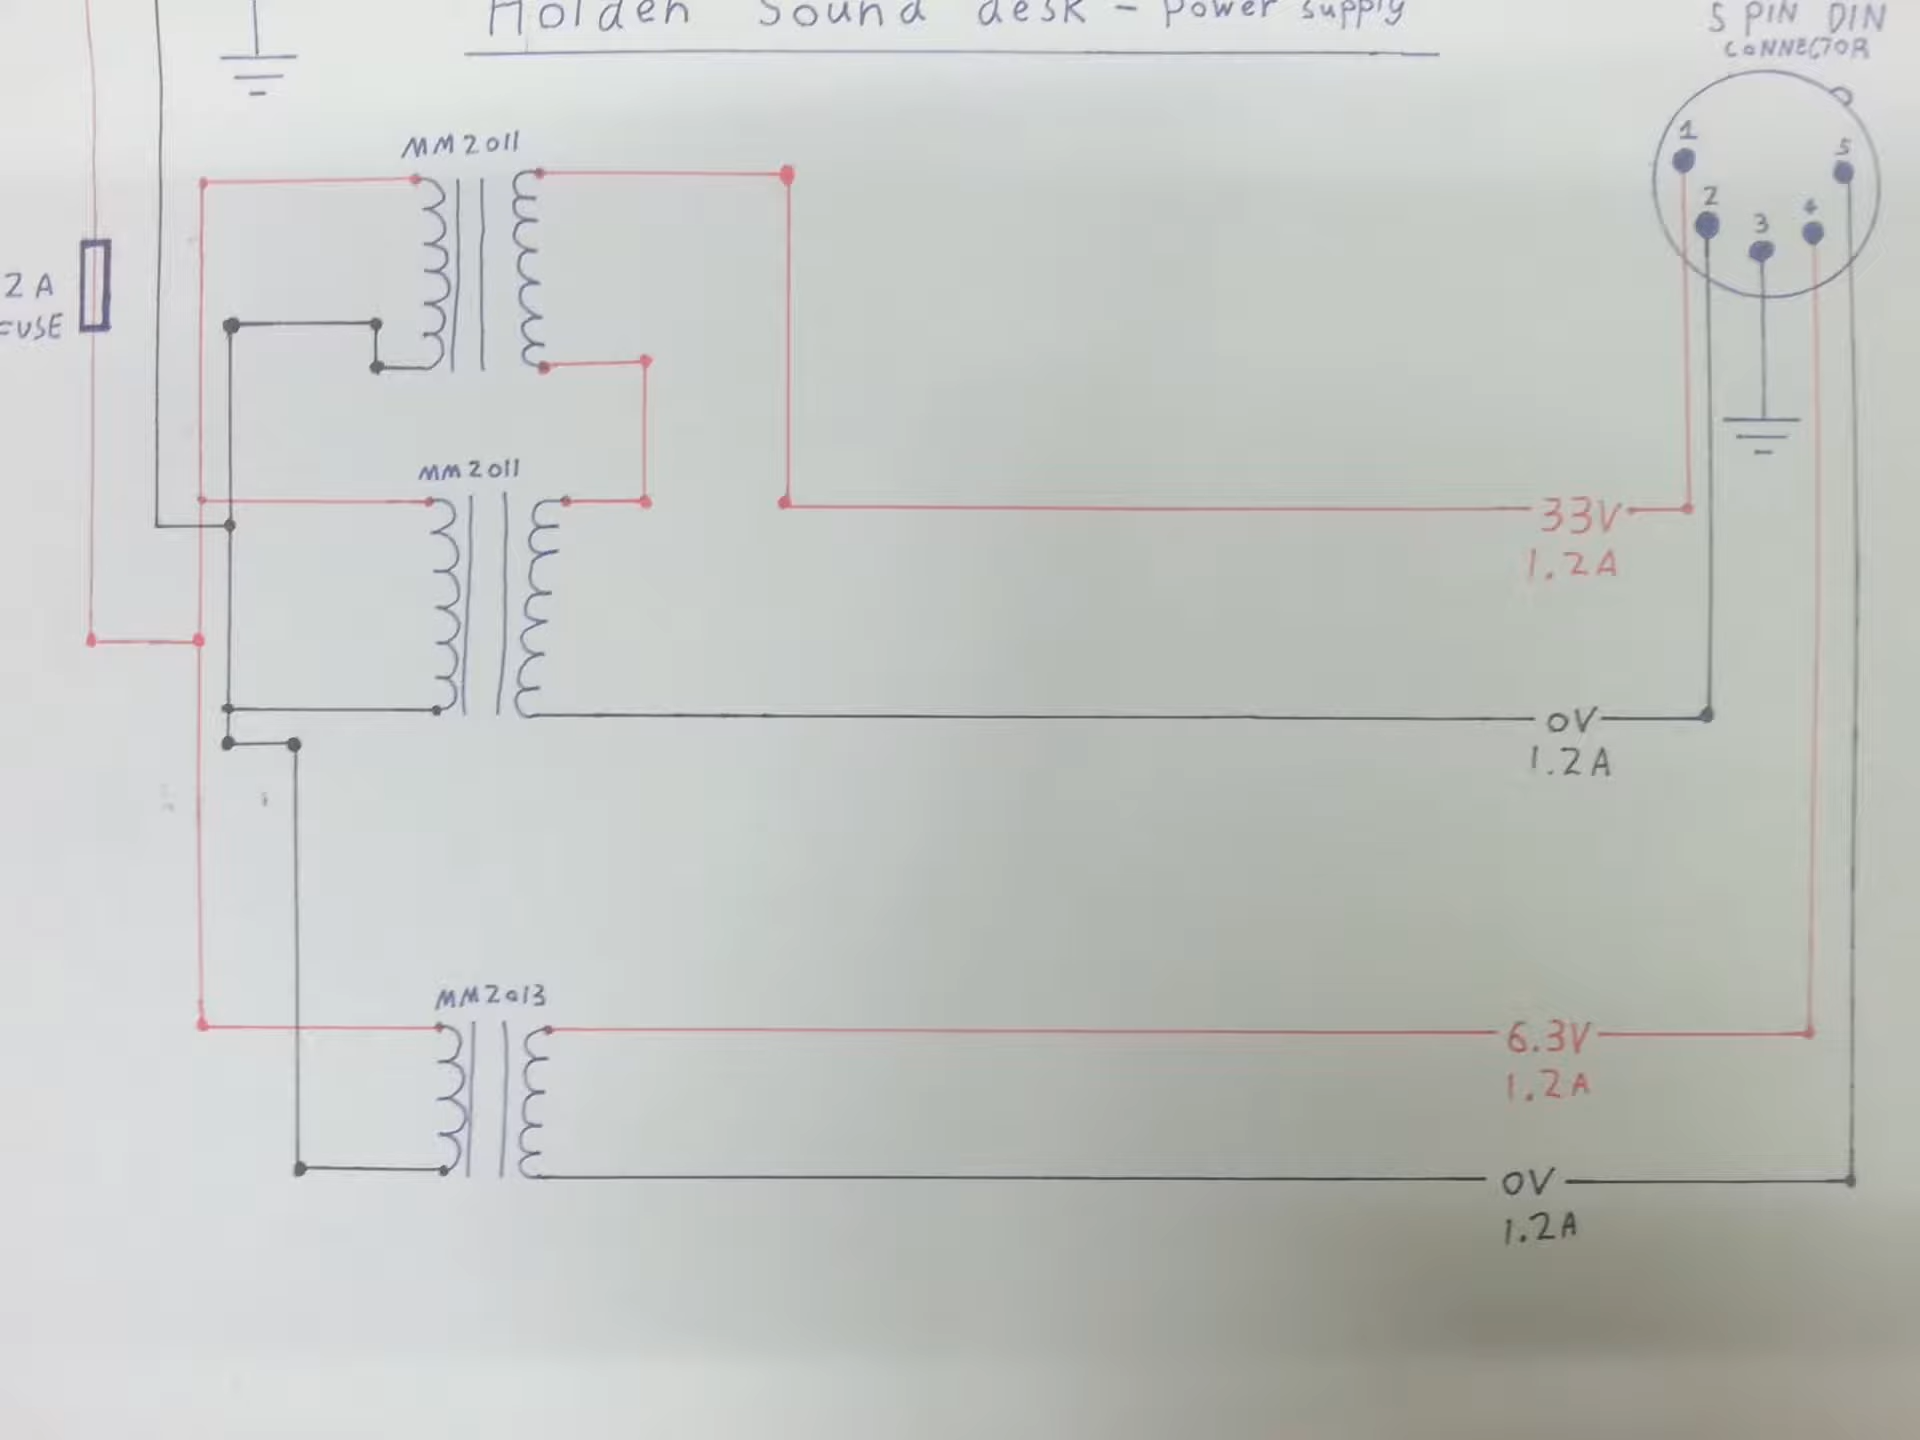 Holden Sound desk - Power supply
5 PIN DIN
CONNECTOR
MM2011
1
5
2
4
3
2 A
FUSE
MM2011
33V
1.2A
0V
1.2A
MM2013
6.3V
1.2A
0V
1.2A